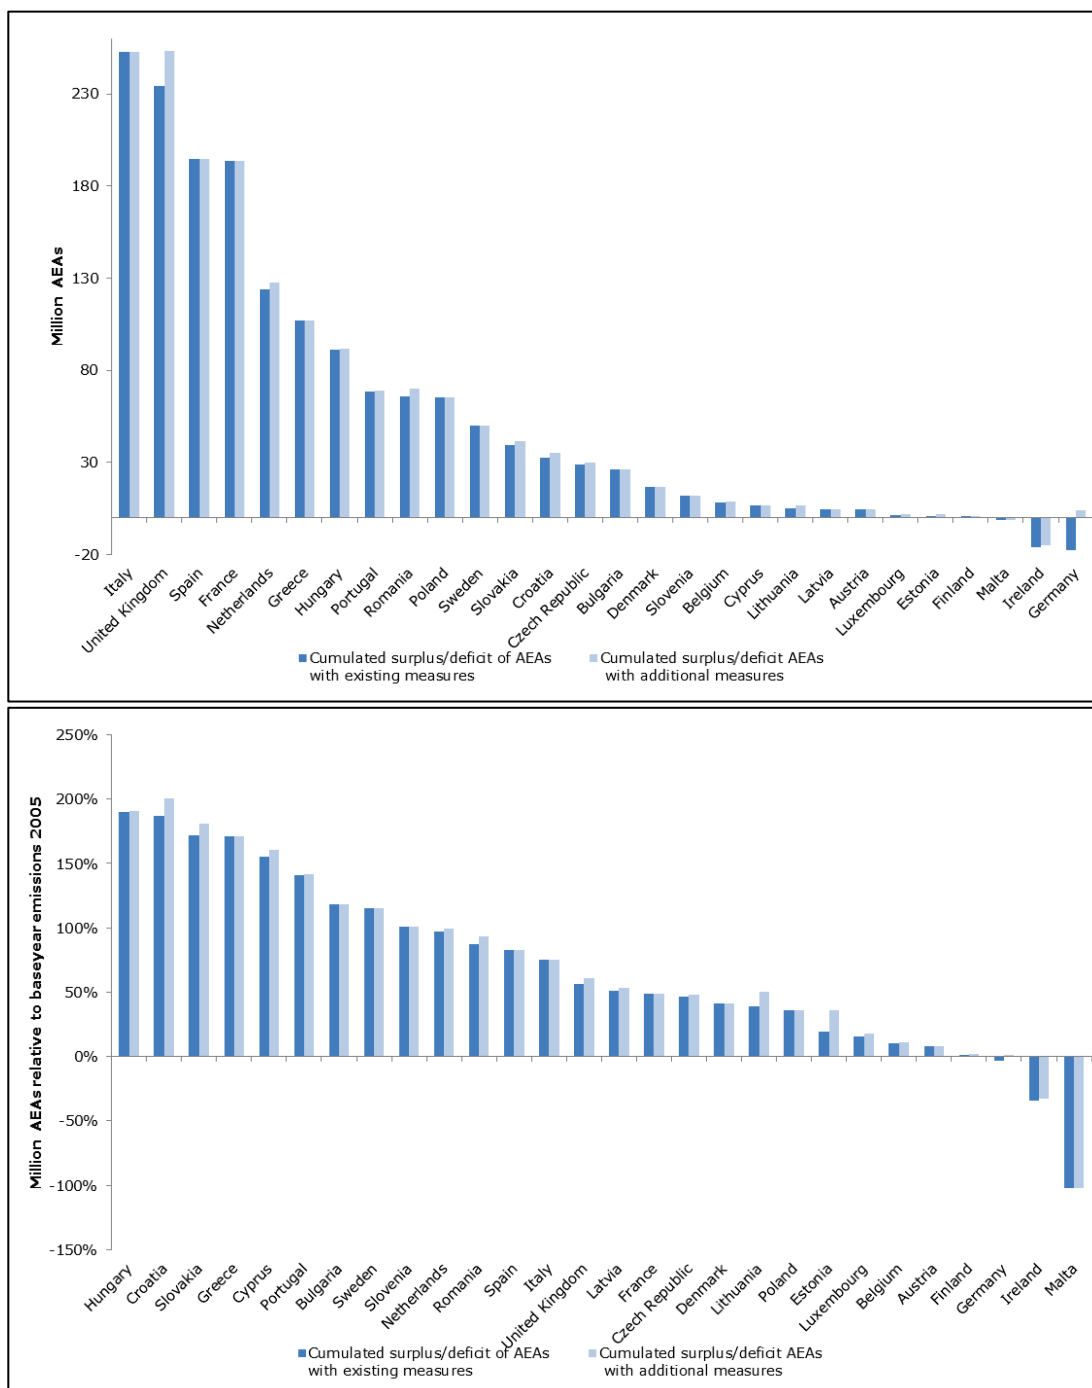 Million AEAs
230
180
130
80
30
-20
Italy
United Kingdom
Spain
France
Netherlands
Greece
Hungary
Portugal
Romania
Poland
Sweden
Slovakia
Croatia
Czech Republic
Bulgaria
Denmark
Slovenia
Belgium
Cyprus
Lithuania
Latvia
Austria
Luxembourg
Estonia
Finland
Malta
Ireland
Germany
Cumulated surplus/deficit of AEAs
with existing measures
Cumulated surplus/deficit AEAs
with additional measures
Million AEAs relative to baseyear emissions 2005
250%
200%
150%
100%
50%
0%
-50%
-100%
-150%
Hungary
Croatia
Slovakia
Greece
Cyprus
Portugal
Bulgaria
Sweden
Slovenia
Netherlands
Romania
Spain
Italy
United Kingdom
Latvia
France
Czech Republic
Denmark
Lithuania
Poland
Estonia
Luxembourg
Belgium
Austria
Finland
Germany
Ireland
Malta
Cumulated surplus/deficit of AEAs
with existing measures
Cumulated surplus/deficit AEAs
with additional measures